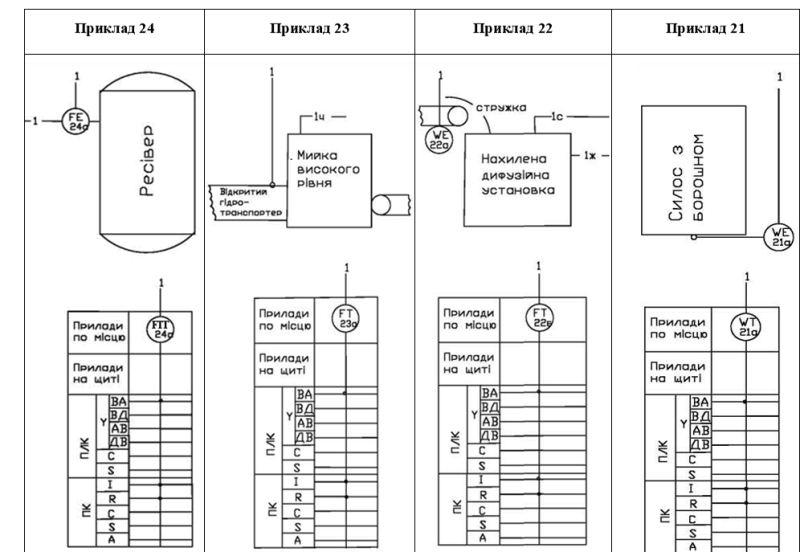 Приклад 24
Приклад 23
Приклад 22
Приклад 21
1
1
FE
24а
Ресівер
1
1ч
Мийка
високого
рівня
Відкритий
гідро-
транспортер
1
стружка
WE
22а
1с
1ж
Нахилена
дифузійна
установка
1
Силос з
борошном
WE
21а
1
Прилади
по місцю
FIT
24а
Прилади
на щиті
ПЛК
Y
ВА
ВД
АВ
ДВ
С
S
ПК
I
R
C
S
A
1
Прилади
по місцю
FT
23а
Прилади
на щиті
ПЛК
Y
ВА
ВД
АВ
ДВ
С
S
ПК
I
R
C
S
A
1
Прилади
по місцю
FT
22в
Прилади
на щиті
ПЛК
Y
ВА
ВД
АВ
ДВ
С
S
ПК
I
R
C
S
A
1
Прилади
по місцю
WT
21а
Прилади
на щиті
ПЛК
Y
ВА
ВД
АВ
ДВ
С
S
ПК
I
R
C
S
A